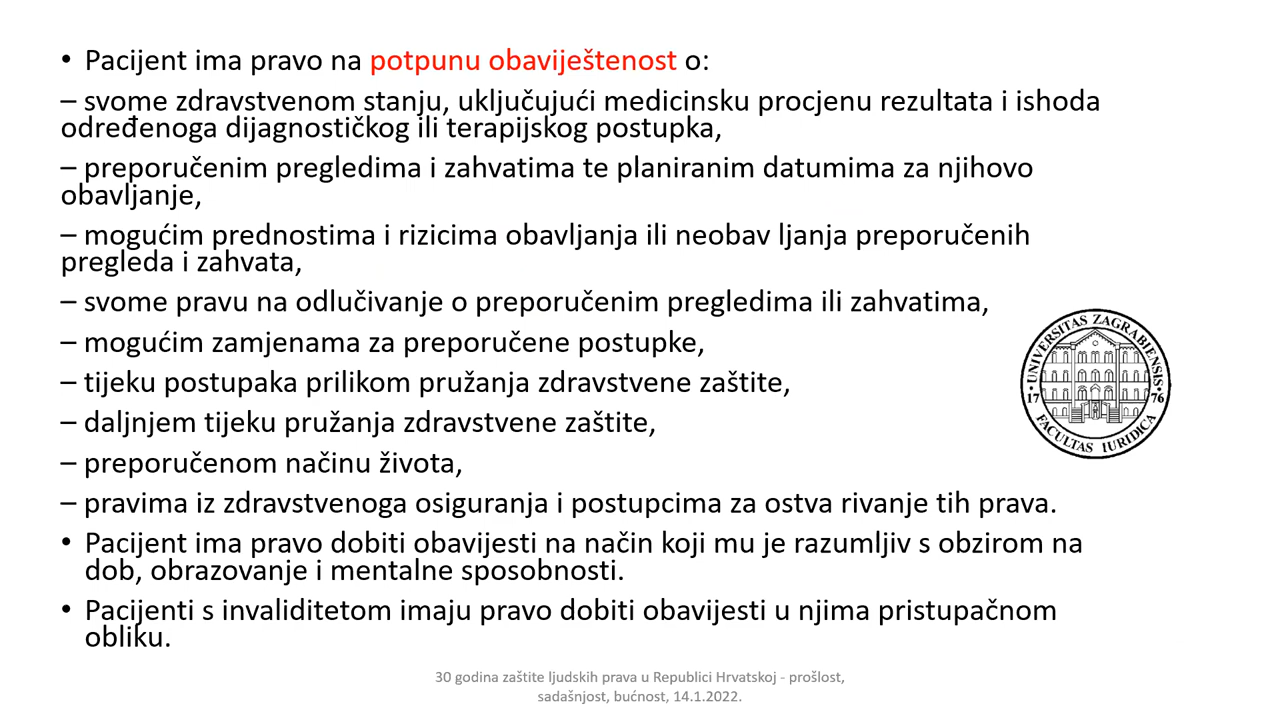 • Pacijent ima pravo na potpunu obaviještenost o:
– svome zdravstvenom stanju, uključujući medicinsku procjenu rezultata i ishoda
određenoga dijagnostičkog ili terapijskog postupka,
– preporučenim pregledima i zahvatima te planiranim datumima za njihovo
obavljanje,
– mogućim prednostima i rizicima obavljanja ili neobav ljanja preporučenih
pregleda i zahvata,
– svome pravu na odlučivanje o preporučenim pregledima ili zahvatima,
– mogućim zamjenama za preporučene postupke,
– tijeku postupaka prilikom pružanja zdravstvene zaštite,
– daljnjem tijeku pružanja zdravstvene zaštite,
– preporučenom načinu života,
– pravima iz zdravstvenoga osiguranja i postupcima za ostva rivanje tih prava.
• Pacijent ima pravo dobiti obavijesti na način koji mu je razumljiv s obzirom na
dob, obrazovanje i mentalne sposobnosti.
• Pacijenti s invaliditetom imaju pravo dobiti obavijesti u njima pristupačnom
obliku.
UNIVERSITAS ZAGRABIENSIS
17 76
FACULTAS IURIDICA
30 godina zaštite ljudskih prava u Republici Hrvatskoj - prošlost,
sadašnjost, bućnost, 14.1.2022.